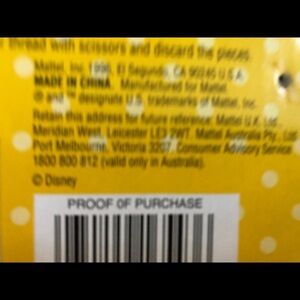 thread with scissors and discard the pieces.
Mattel, Inc. 1996, El Segundo, CA 90245 U.S.A.
MADE IN CHINA. Manufactured for Mattel.
® and ™ designate U.S. trademarks of Mattel, Inc.
Retain this address for future reference: Mattel U.K. Ltd.,
Meridian West, Leicester LE3 2WT. Mattel Australia Pty., Ltd.
Port Melbourne, Victoria 3207. Consumer Advisory Service
1800 800 812 (valid only in Australia).
© Disney
PROOF OF PURCHASE